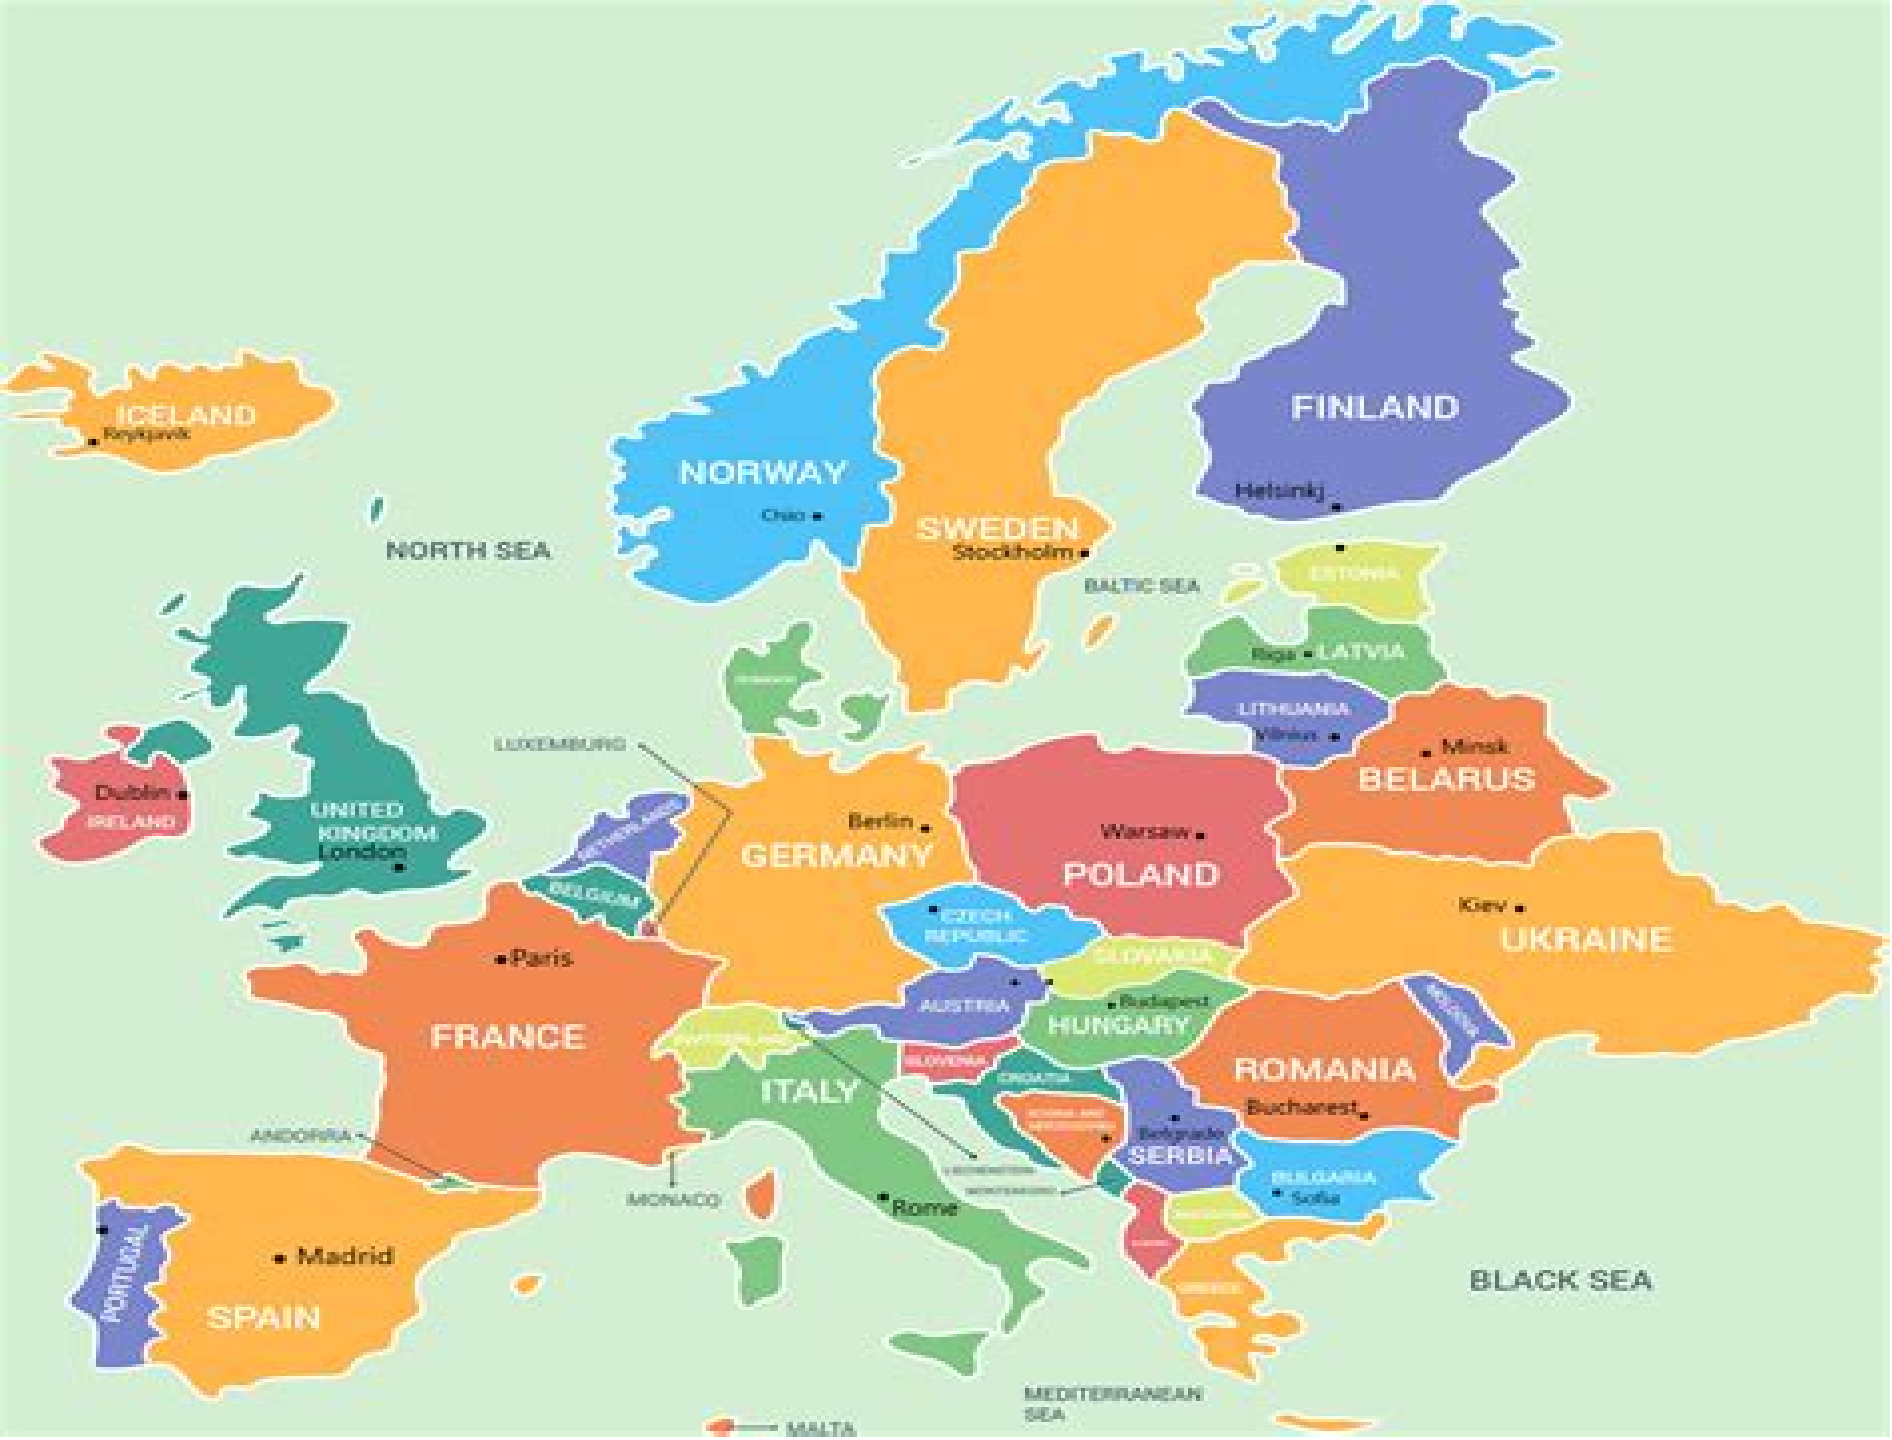 ICELAND
Reykjavik
FINLAND
NORWAY
Helsinki
SWEDEN
Stockholm
NORTH SEA
BALTIC SEA
ESTONIA
Riga
LATVIA
LITHUANIA
Vilnius
LUXEMBURG
Minsk
BELARUS
Dublin
IRELAND
UNITED
KINGDOM
London
NETHERLANDS
Berlin
GERMANY
Warsaw
POLAND
BELGIUM
Kiev
UKRAINE
CZECH
REPUBLIC
Paris
SLOVAKIA
AUSTRIA
Budapest
HUNGARY
FRANCE
SWITZERLAND
SLOVENIA
CROATIA
ITALY
ROMANIA
Bucharest
ANDORRA
Belgrade
SERBIA
BULGARIA
Sofia
MONTENEGRO
MONACO
Rome
PORTUGAL
Madrid
SPAIN
BLACK SEA
MEDITERRANEAN
SEA
MALTA